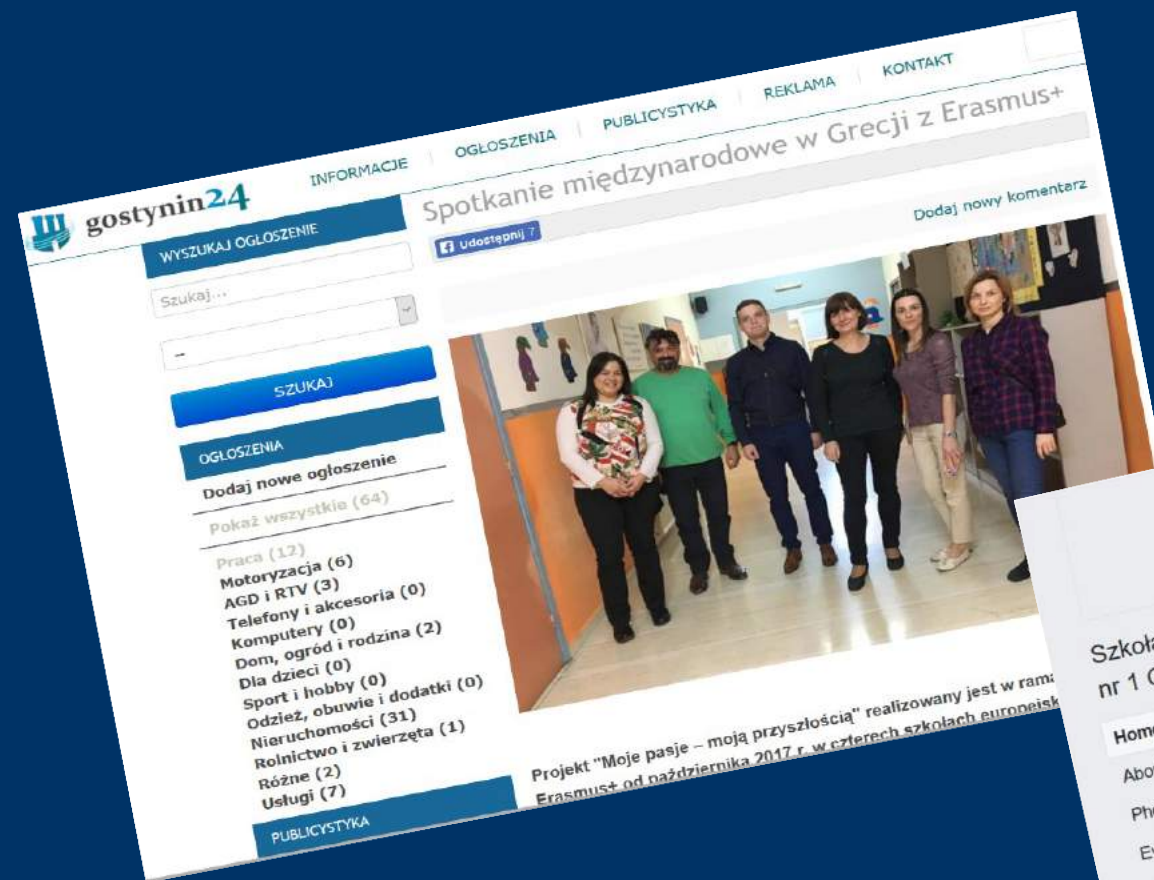 gostynin24
INFORMACJE
OGŁOSZENIA
PUBLICYSTYKA
REKLAMA
KONTAKT
WYSZUKAJ OGŁOSZENIE
Szukaj...
--
SZUKAJ
OGŁOSZENIA
Dodaj nowe ogłoszenie
Pokaż wszystkie (64)
Praca (12)
Motoryzacja (6)
AGD i RTV (3)
Telefony i akcesoria (0)
Komputery (0)
Dom, ogród i rodzina (2)
Dla dzieci (0)
Sport i hobby (0)
Odzież, obuwie i dodatki (0)
Nieruchomości (31)
Rolnictwo i zwierzęta (1)
Różne (2)
Usługi (7)
PUBLICYSTYKA
Spotkanie międzynarodowe w Grecji z Erasmus+
Udostępnij 7
Dodaj nowy komentarz
Projekt "Moje pasje – moją przyszłością" realizowany jest w
Erasmus+ od października 2017 r. w czterech szkołach
nr 1